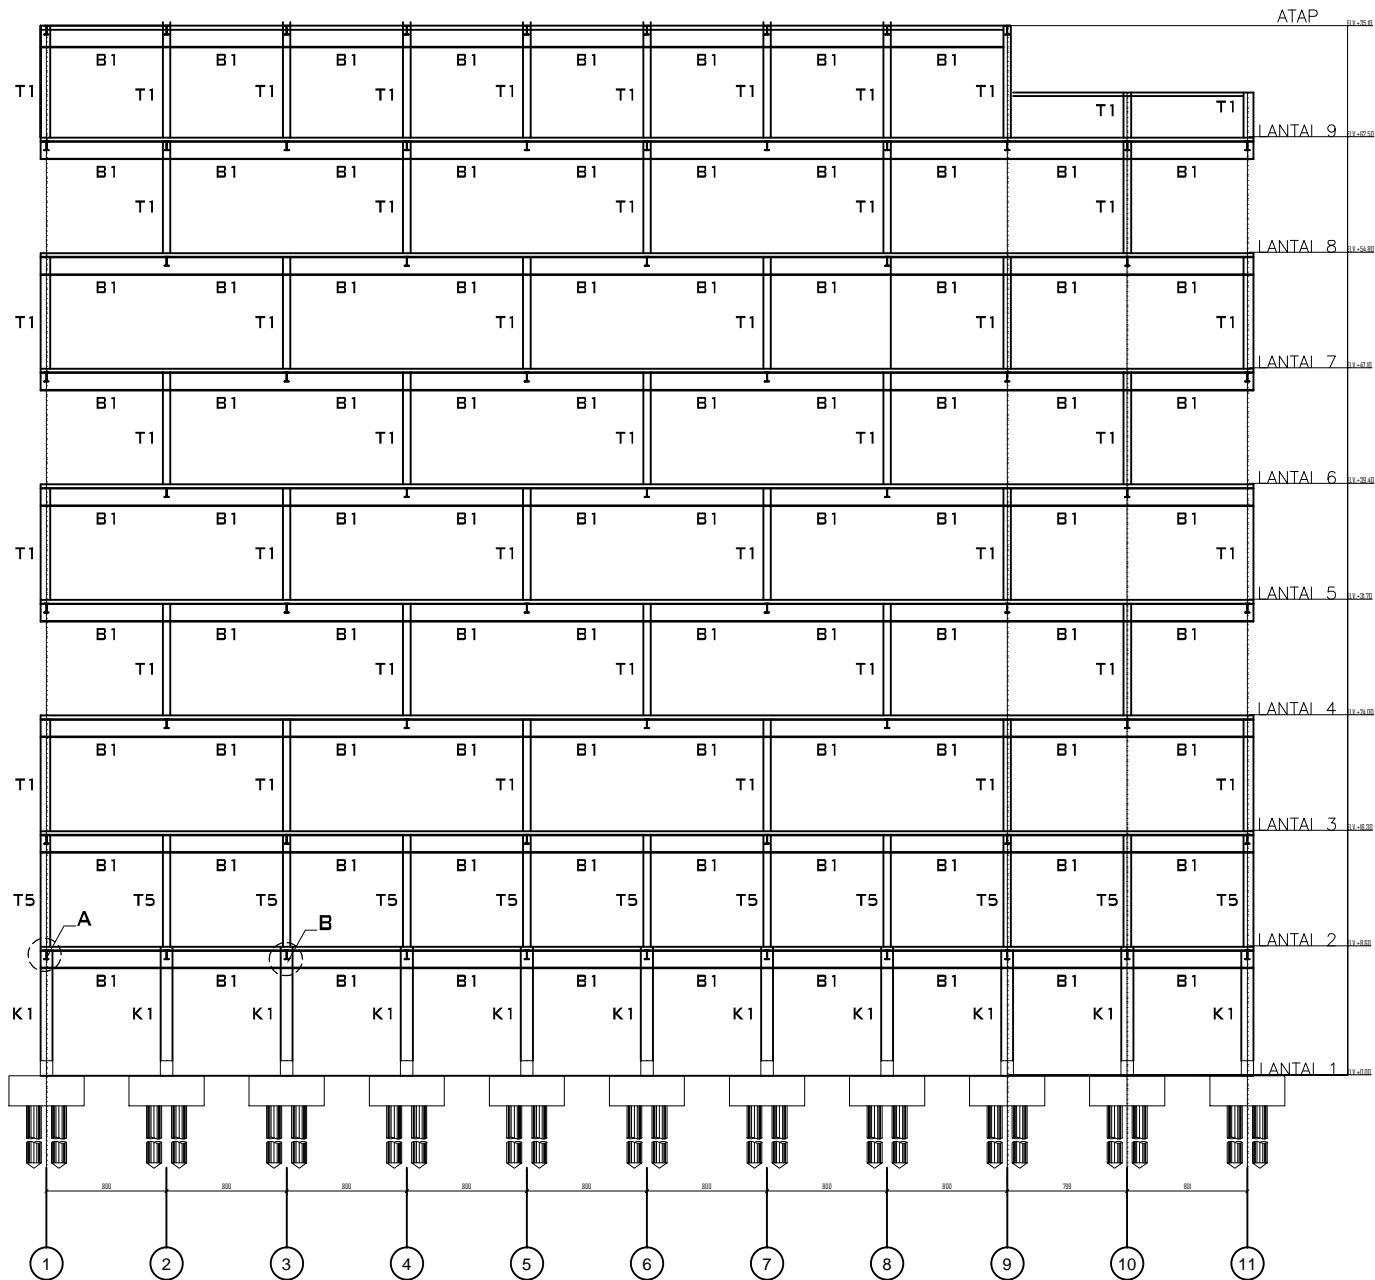 ATAP
B1 B1 B1 B1 B1 B1 B1 B1
T1 T1 T1 T1 T1 T1 T1 T1 T1 T1 T1
LANTAI 9
B1 B1 B1 B1 B1 B1 B1 B1 B1 B1
T1 T1 T1 T1 T1
LANTAI 8
B1 B1 B1 B1 B1 B1 B1 B1 B1 B1
T1 T1 T1 T1 T1 T1
LANTAI 7
B1 B1 B1 B1 B1 B1 B1 B1 B1 B1
T1 T1 T1 T1 T1
LANTAI 6
B1 B1 B1 B1 B1 B1 B1 B1 B1 B1
T1 T1 T1 T1 T1 T1
LANTAI 5
B1 B1 B1 B1 B1 B1 B1 B1 B1 B1
T1 T1 T1 T1 T1
LANTAI 4
B1 B1 B1 B1 B1 B1 B1 B1 B1 B1
T1 T1 T1 T1 T1 T1
LANTAI 3
B1 B1 B1 B1 B1 B1 B1 B1 B1 B1
T5 T5 T5 T5 T5 T5 T5 T5 T5 T5 T5
A B
LANTAI 2
B1 B1 B1 B1 B1 B1 B1 B1 B1 B1
K1 K1 K1 K1 K1 K1 K1 K1 K1 K1 K1
LANTAI 1
800 800 800 800 800 800 800 800 799 801
1 2 3 4 5 6 7 8 9 10 11